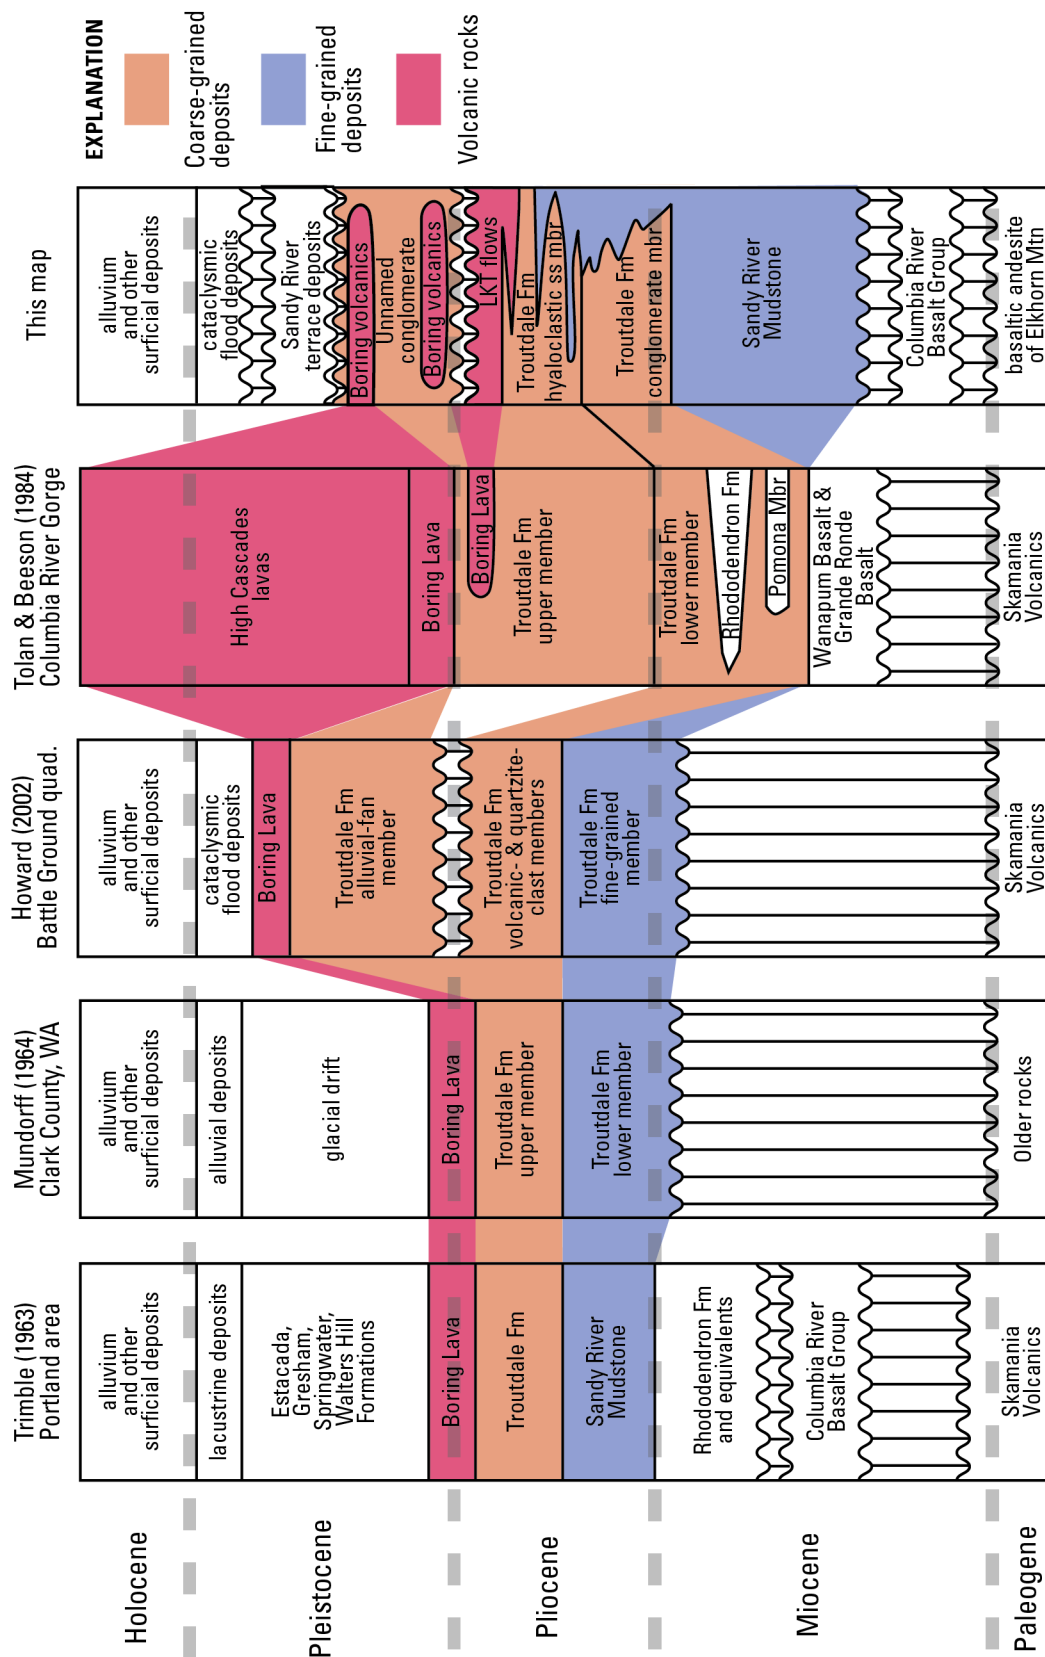 Trimble (1963)
Portland area
Mundorff (1964)
Clark County, WA
Howard (2002)
Battle Ground quad.
Tolan & Beeson (1984)
Columbia River Gorge
This map
Holocene
Pleistocene
Pliocene
Miocene
Paleogene
alluvium
and other
surficial deposits
lacustrine deposits
Estacada,
Gresham,
Springwater,
Walters Hill
Formations
Boring Lava
Troutdale Fm
Sandy River
Mudstone
Rhododendron Fm
and equivalents
Columbia River
Basalt Group
Skamania
Volcanics
alluvium
and other
surficial deposits
alluvial deposits
glacial drift
Boring Lava
Troutdale Fm
upper member
Troutdale Fm
lower member
Older rocks
alluvium
and other
surficial deposits
cataclysmic
flood deposits
Boring Lava
Troutdale Fm
alluvial-fan
member
Troutdale Fm
volcanic- & quartzite-
clast members
Troutdale Fm
fine-grained
member
Skamania
Volcanics
High Cascades
lavas
Boring Lava
Boring Lava
Troutdale Fm
upper member
Troutdale Fm
lower member
Rhododendron Fm
Pomona Mbr
Wanapum Basalt &
Grande Ronde
Basalt
Skamania
Volcanics
alluvium
and other
surficial deposits
cataclysmic
flood deposits
Sandy River
terrace deposits
Boring volcanics
Unnamed
conglomerate
Boring volcanics
LKT flows
Troutdale Fm
hyaloclastic ss mbr
Troutdale Fm
conglomerate mbr
Sandy River
Mudstone
Columbia River
Basalt Group
basaltic andesite
of Elkhorn Mtn
EXPLANATION
Coarse-grained
deposits
Fine-grained
deposits
Volcanic rocks